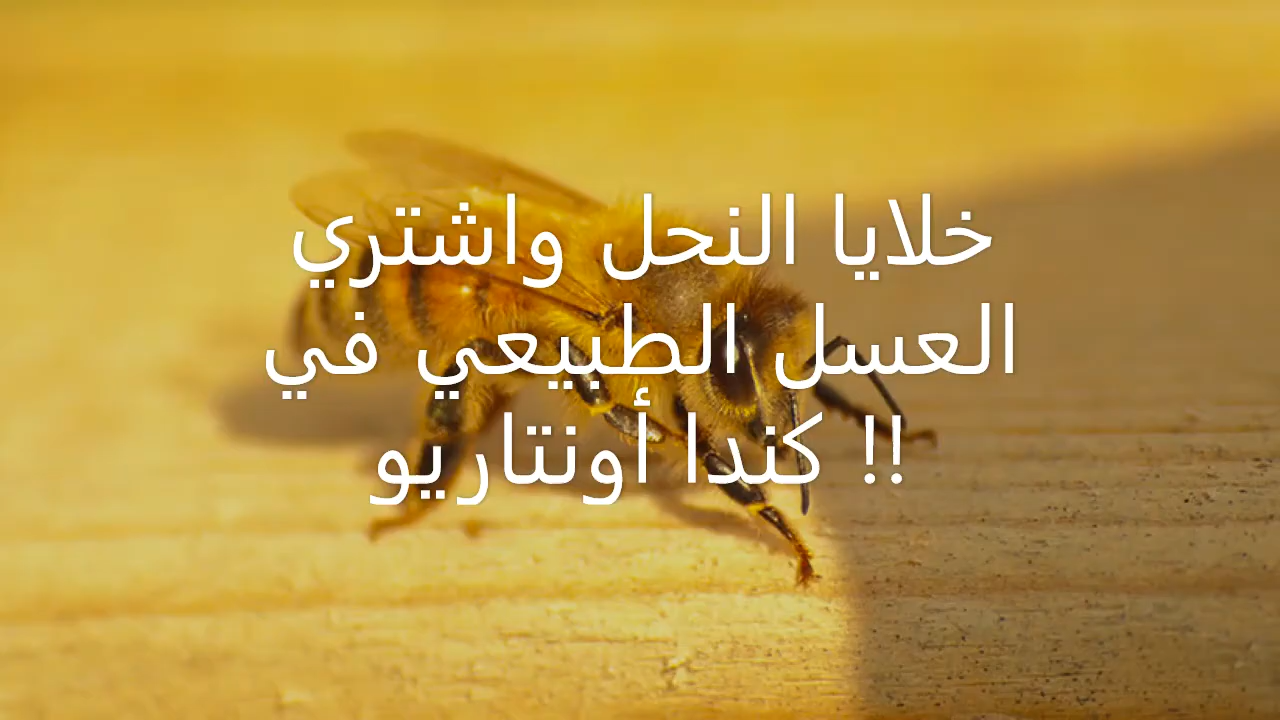 خلايا النحل واشتري
العسل الطبيعي في
!! كندا أونتاريو